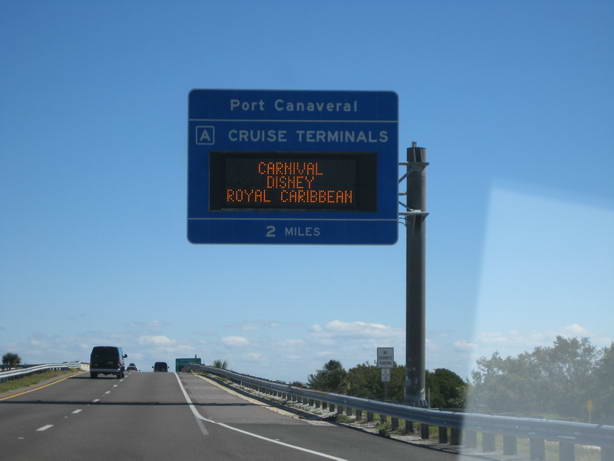 Port Canaveral
A CRUISE TERMINALS
CARNIVAL
DISNEY
ROYAL CARIBBEAN
2 MILES